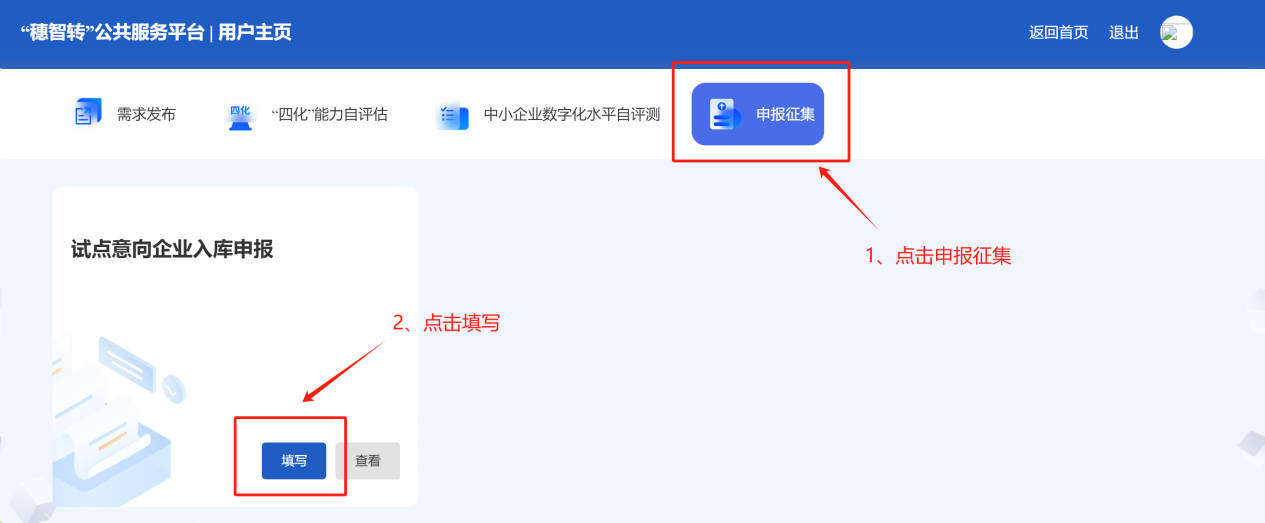 “穗智转”公共服务平台 | 用户主页
返回首页
退出
需求发布
四化
“四化”能力自评估
中小企业数字化水平自评测
申报征集
1、点击申报征集
试点意向企业入库申报
2、点击填写
填写
查看